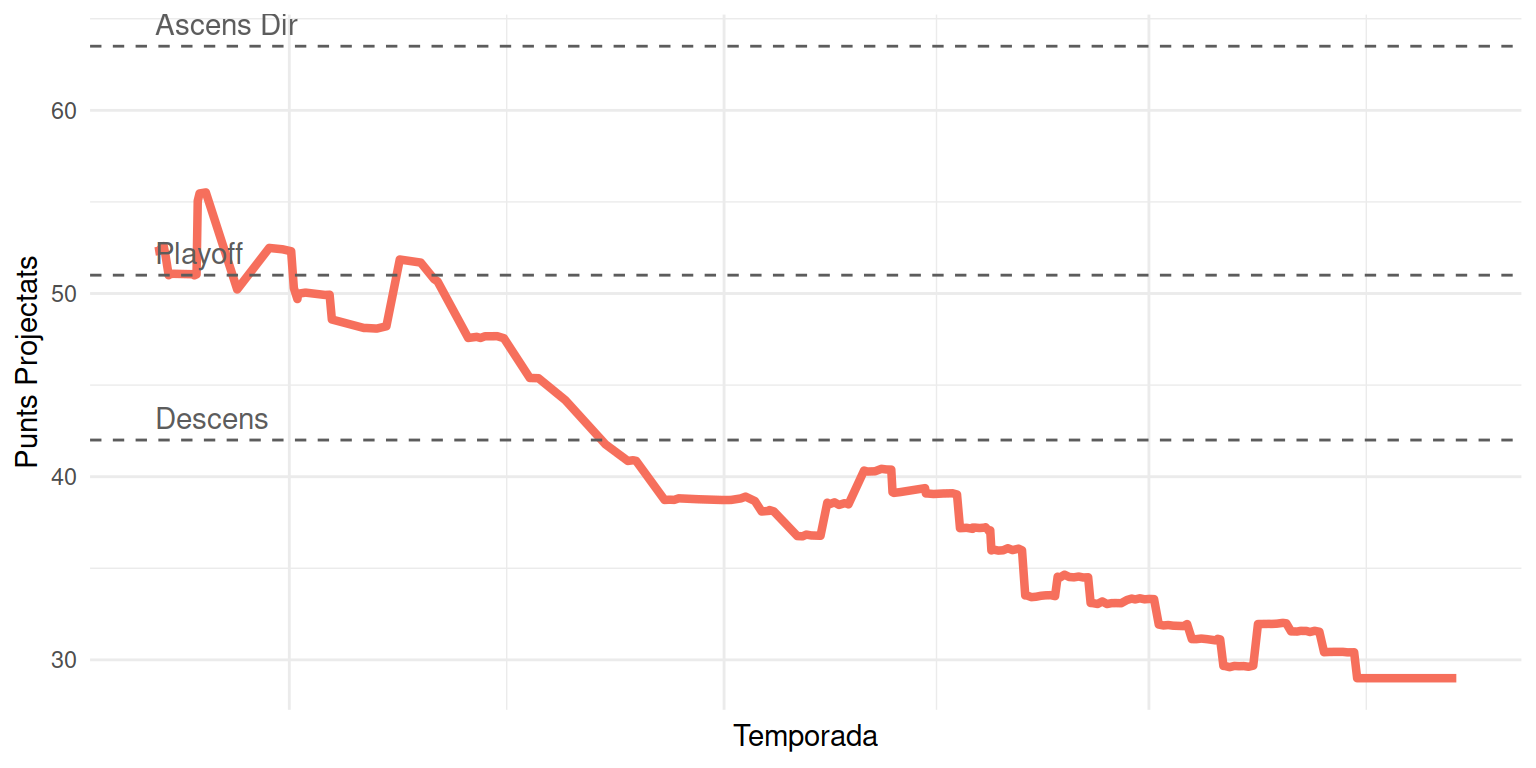 Ascens Dir
60
Playoff
50
Descens
40
30
Punts Projectats
Temporada